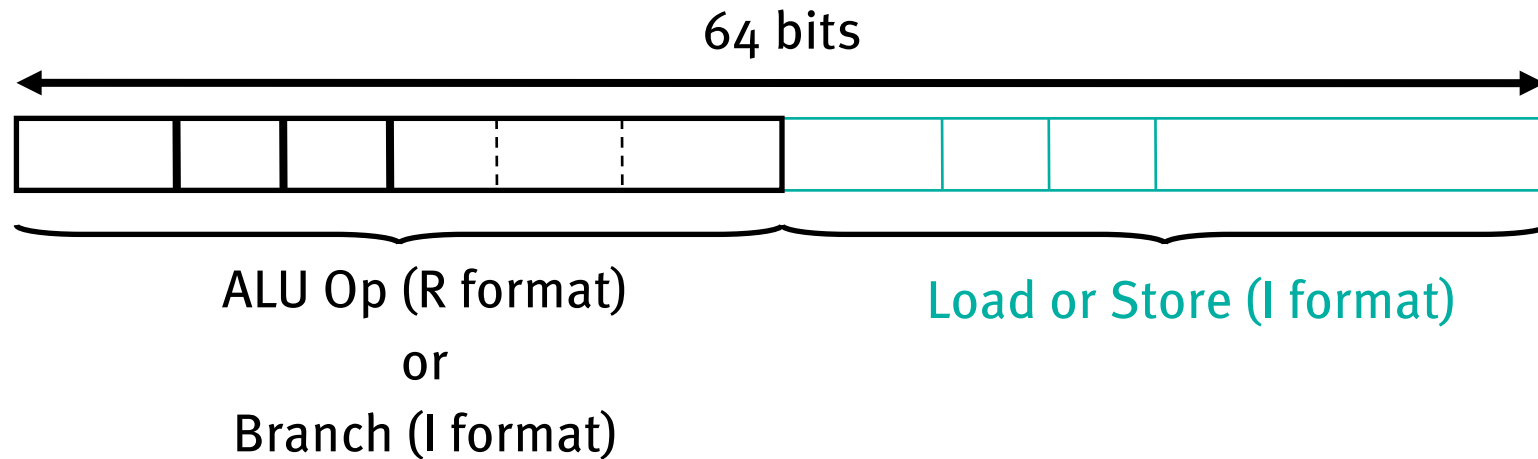 64 bits
ALU Op (R format)
or
Branch (I format)
Load or Store (I format)